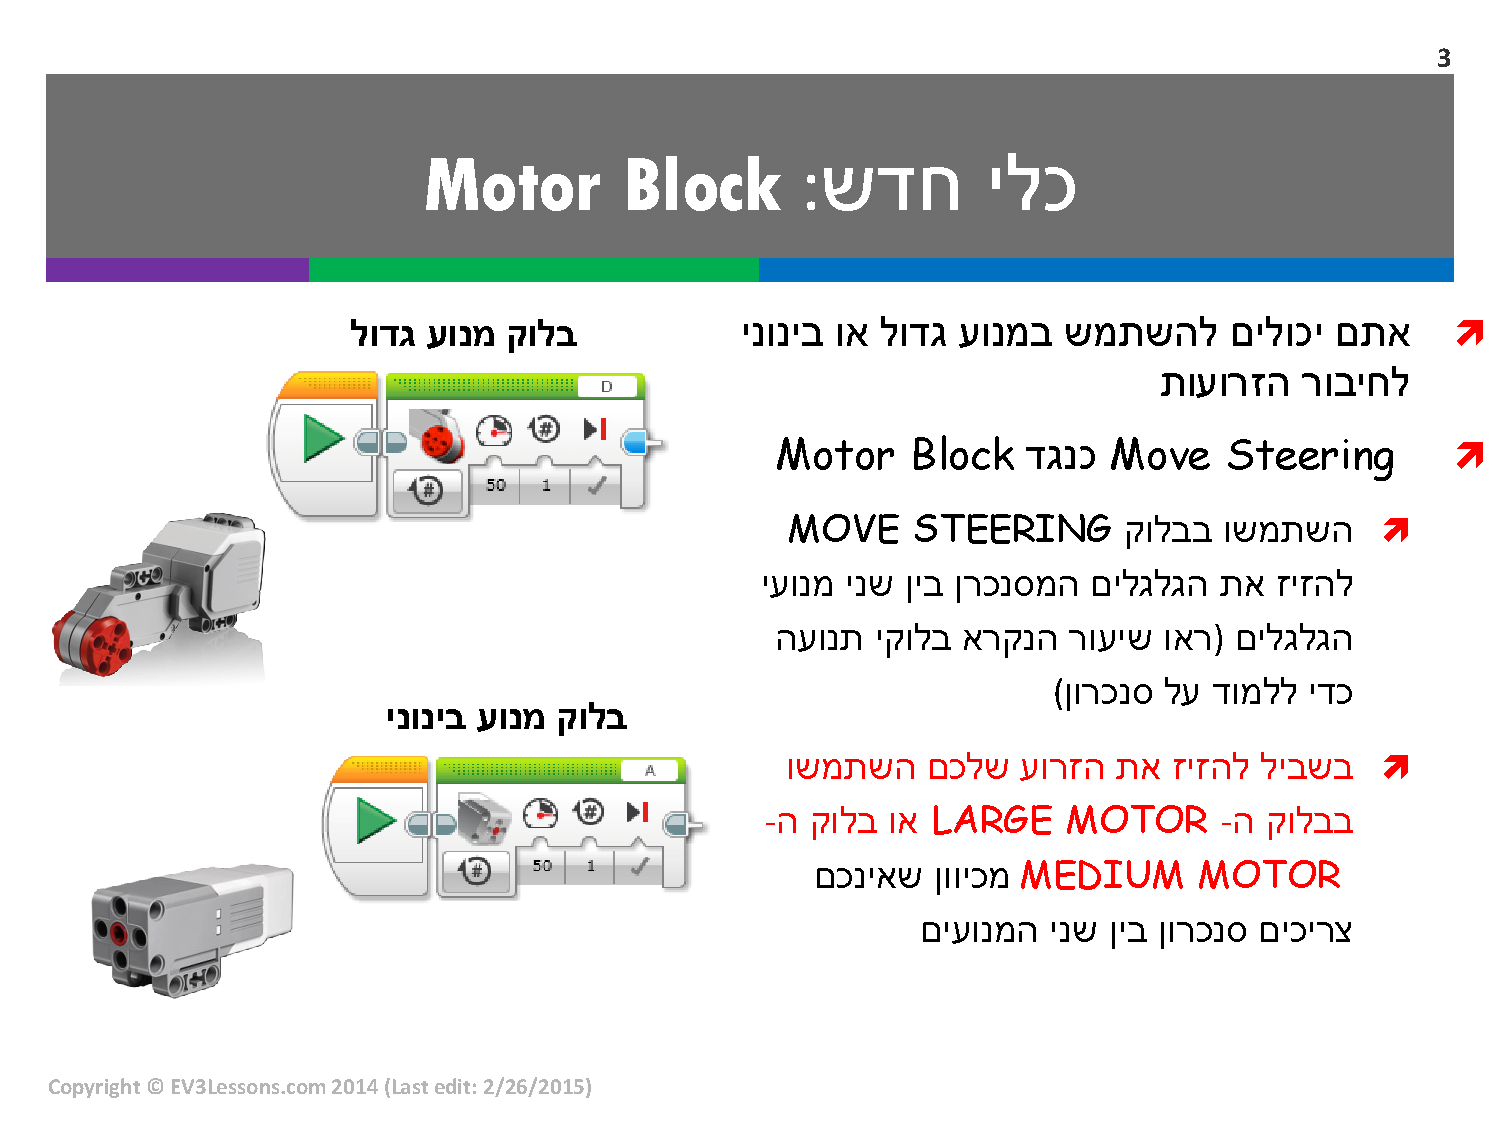 3
כלי חדש: Motor Block
אתם יכולים להשתמש במנוע גדול או בינוני
לחיבור הזרועות
Move Steering כנגד Motor Block
השתמשו בבלוק MOVE STEERING
להזיז את הגלגלים המסנכרן בין שני מנועי
הגלגלים (ראו שיעור הנקרא בלוקי תנועה
כדי ללמוד על סנכרון)
בשביל להזיז את הזרוע שלכם השתמשו
בבלוק ה- LARGE MOTOR או בלוק ה-
MEDIUM MOTOR מכיוון שאינכם
צריכים סנכרון בין שני המנועים
בלוק מנוע גדול
D
#
#
50
1
בלוק מנוע בינוני
A
#
#
50
1
Copyright © EV3Lessons.com 2014 (Last edit: 2/26/2015)